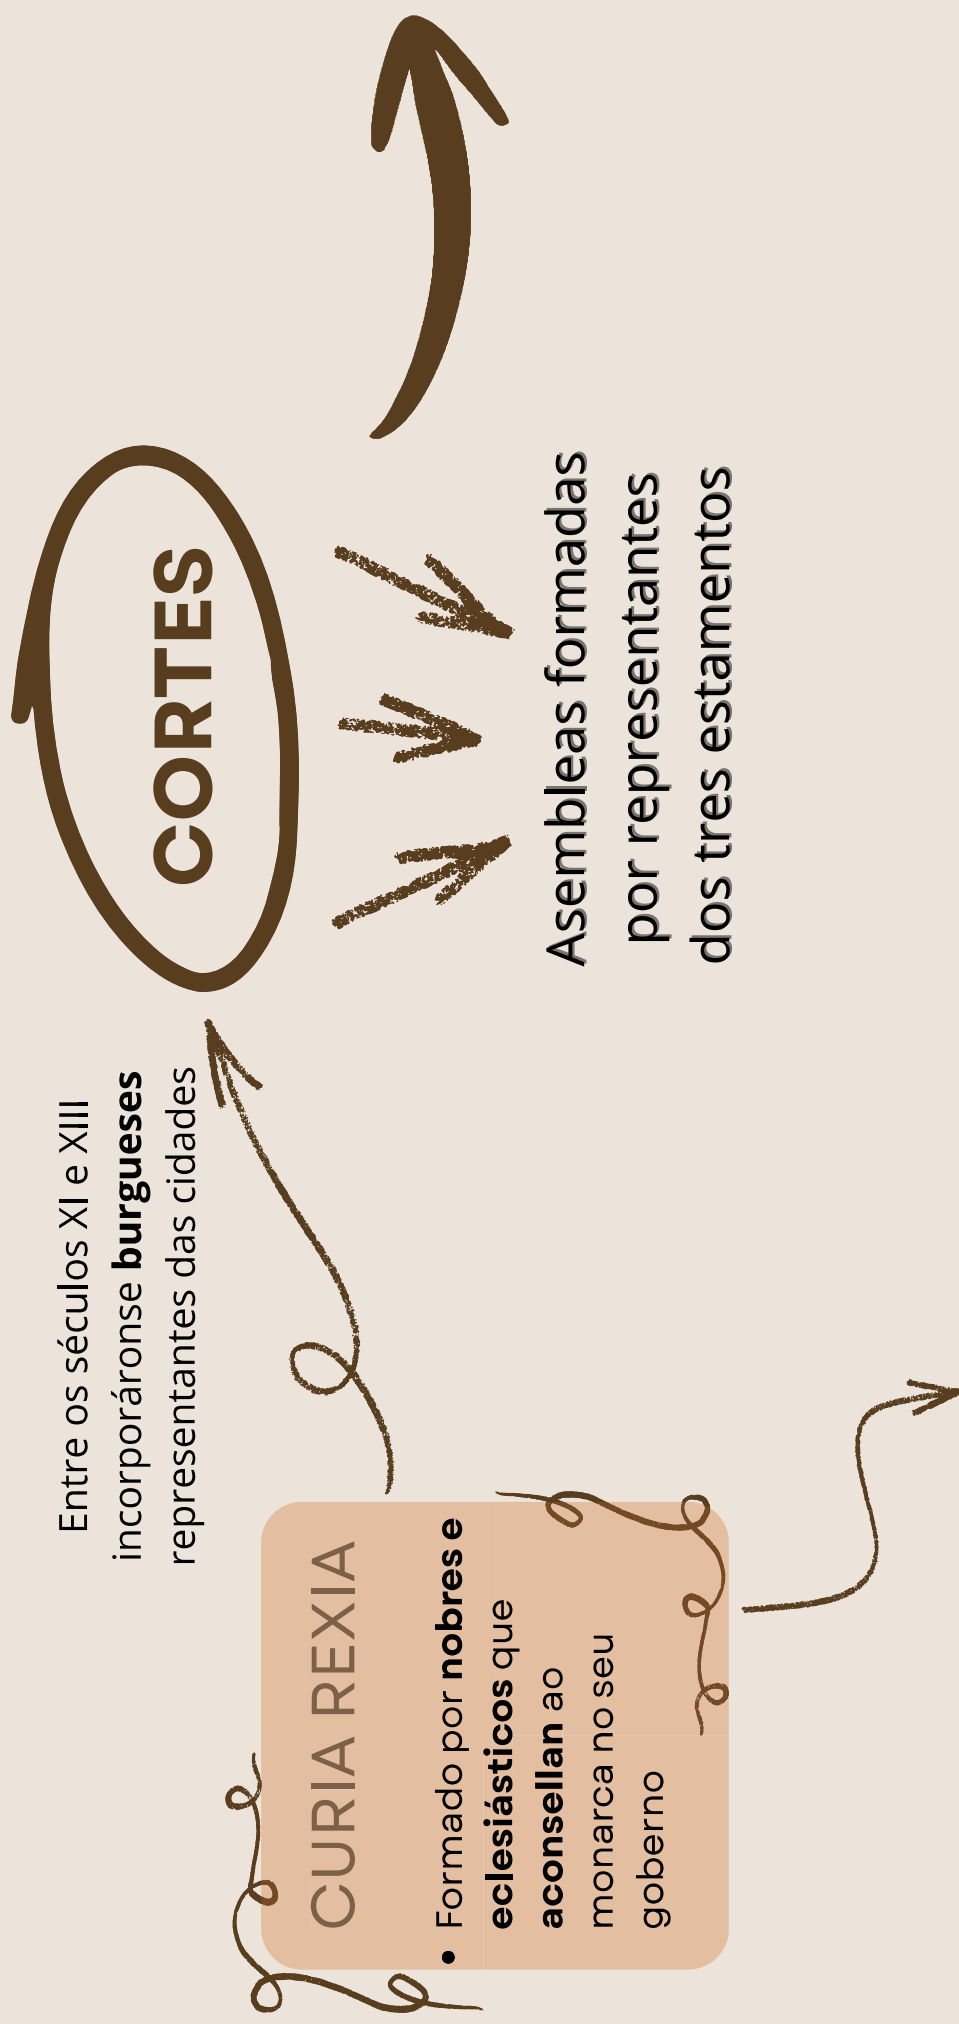 CURIA REXIA
• Formado por nobres e
eclesiásticos que
aconsellan ao
monarca no seu
goberno
Entre os séculos XI e XIII
incorporáronse burgueses
representantes das cidades
CORTES
Asembleas formadas
por representantes
dos tres estamentos